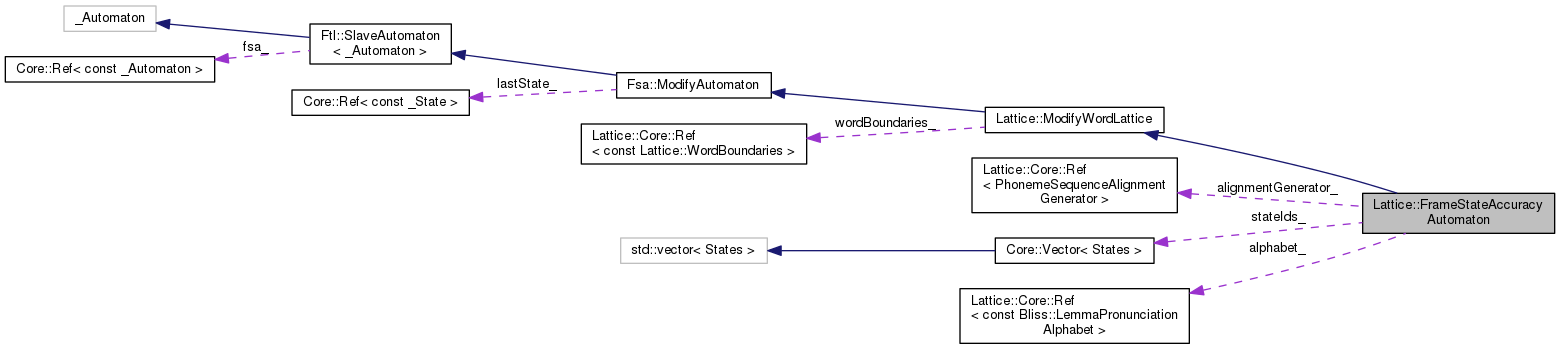 _Automaton
Ftl::SlaveAutomaton
< _Automaton >
fsa_
Core::Ref< const _Automaton >
Fsa::ModifyAutomaton
lastState_
Core::Ref< const _State >
Lattice::ModifyWordLattice
wordBoundaries_
Lattice::Core::Ref
< const Lattice::WordBoundaries >
Lattice::Core::Ref
< PhonemeSequenceAlignment
Generator >
alignmentGenerator_
Lattice::FrameStateAccuracy
Automaton
stateIds_
std::vector< States >
Core::Vector< States >
alphabet_
Lattice::Core::Ref
< const Bliss::LemmaPronunciation
Alphabet >